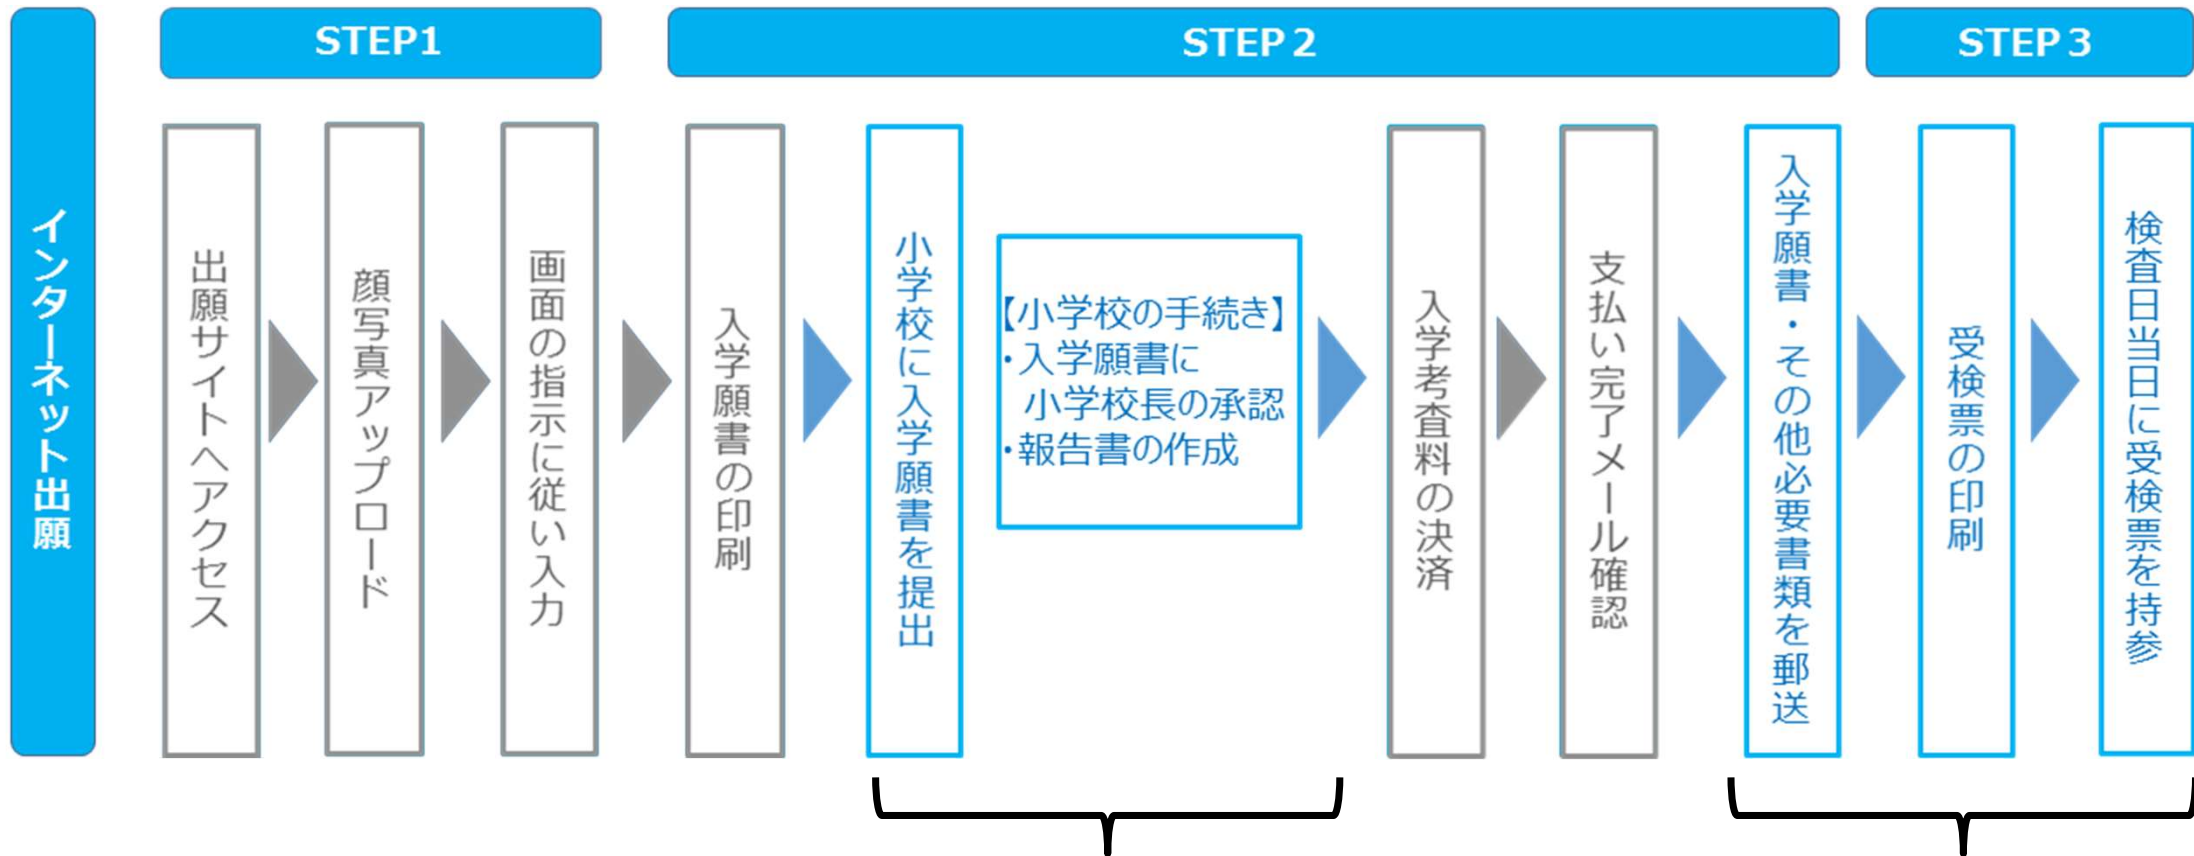 インターネット出願
STEP1
STEP2
STEP3
出願サイトへアクセス
顔写真アップロード
画面の指示に従い入力
入学願書の印刷
小学校に入学願書を提出
【小学校の手続き】
・入学願書に
小学校長の承認
・報告書の作成
入学考査料の決済
支払い完了メール確認
入学願書・その他必要書類を郵送
受検票の印刷
検査日当日に受検票を持参